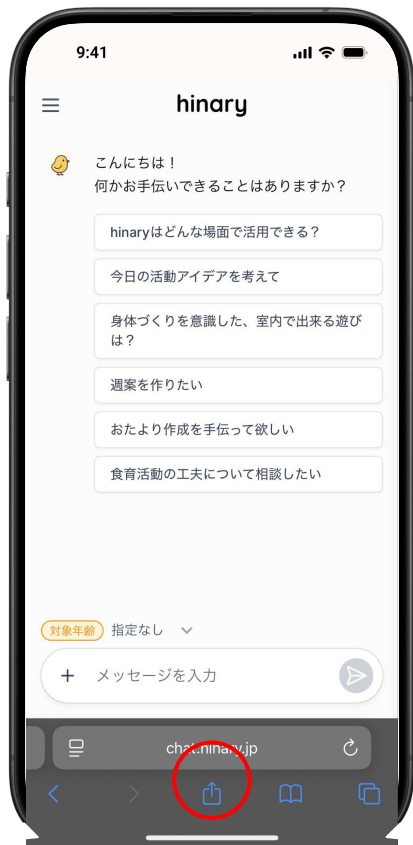 9:41
hinary
こんにちは！
何かお手伝いできることはありますか？
hinaryはどんな場面で活用できる？
今日の活動アイデアを考えて
身体づくりを意識した、室内で出来る遊び
は？
週案を作りたい
おたより作成を手伝って欲しい
食育活動の工夫について相談したい
対象年齢 指定なし
メッセージを入力
chat.hinary.jp